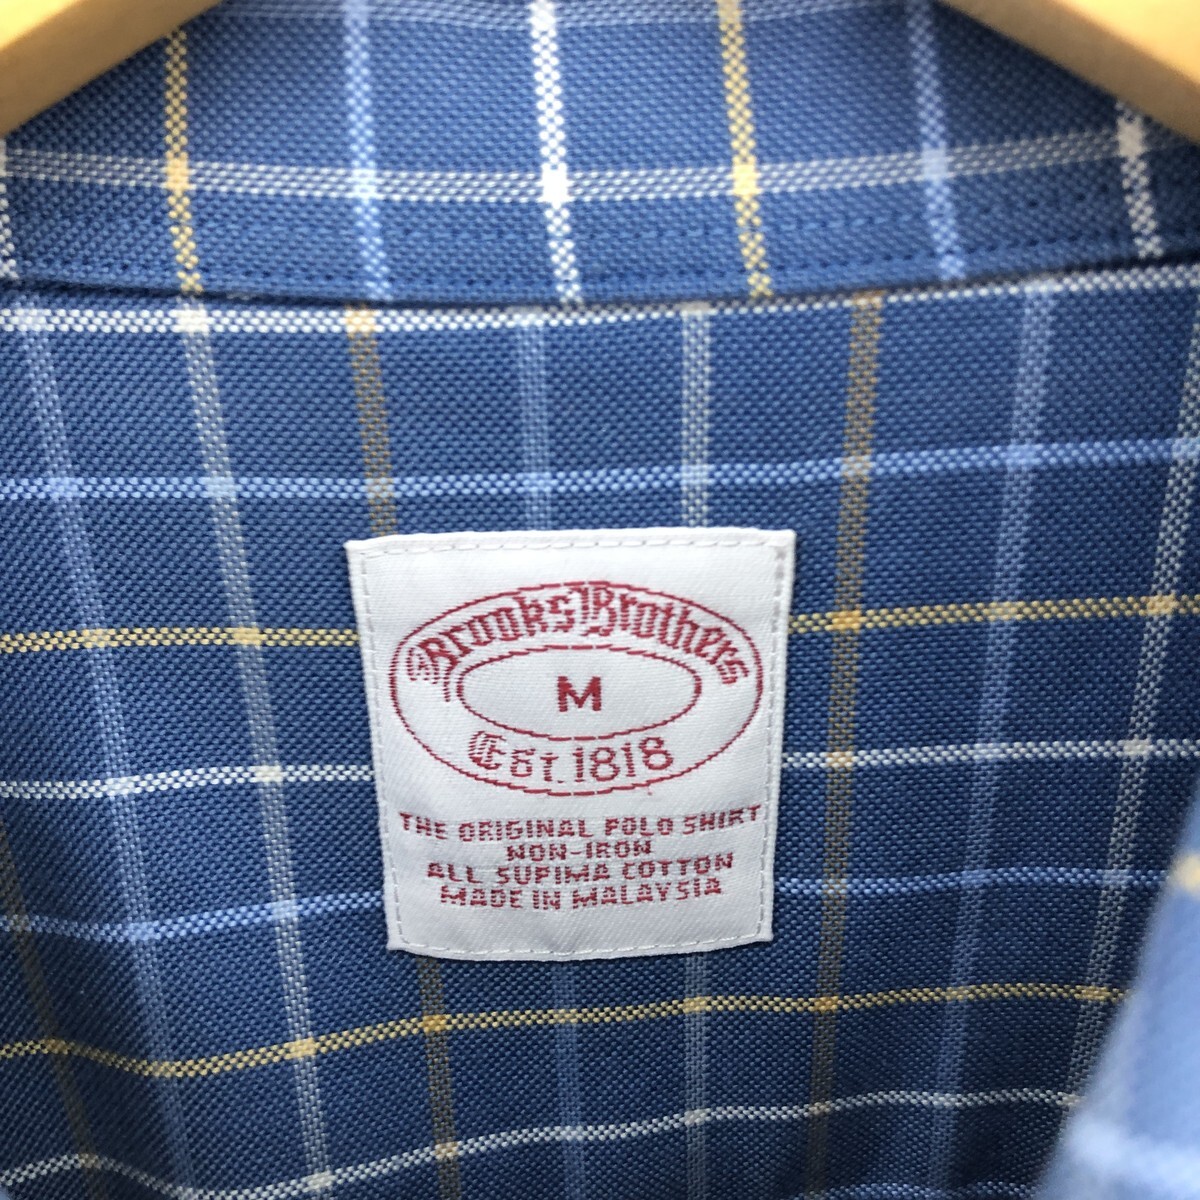 Brooks Brothers
M
Est. 1818
THE ORIGINAL POLO SHIRT
NON-IRON
ALL SUPIMA COTTON
MADE IN MALAYSIA